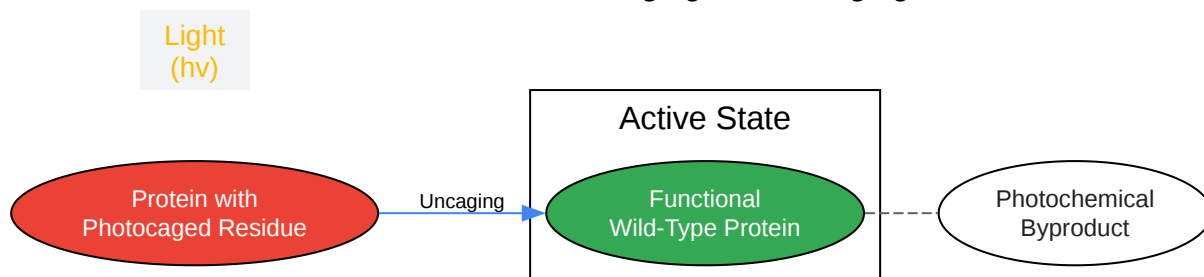 Light
(hv)
Active State
Protein with
Photocaged Residue
Uncaging
Functional
Wild-Type Protein
Photochemical
Byproduct